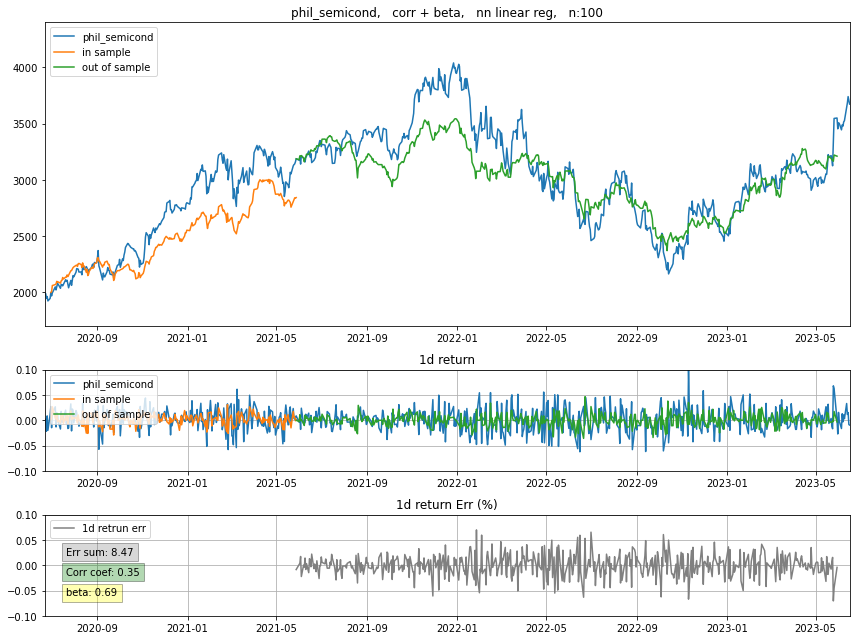 phil_semicond,   corr + beta,   nn linear reg,   n:100
phil_semicond
in sample
out of sample
4000
3500
3000
2500
2000
2020-09 2021-01 2021-05 2021-09 2022-01 2022-05 2022-09 2023-01 2023-05
1d return
phil_semicond
in sample
out of sample
0.10
0.05
0.00
−0.05
−0.10
2020-09 2021-01 2021-05 2021-09 2022-01 2022-05 2022-09 2023-01 2023-05
1d return Err (%)
1d retrun err
Err sum: 8.47
Corr coef: 0.35
beta: 0.69
0.10
0.05
0.00
−0.05
−0.10
2020-09 2021-01 2021-05 2021-09 2022-01 2022-05 2022-09 2023-01 2023-05